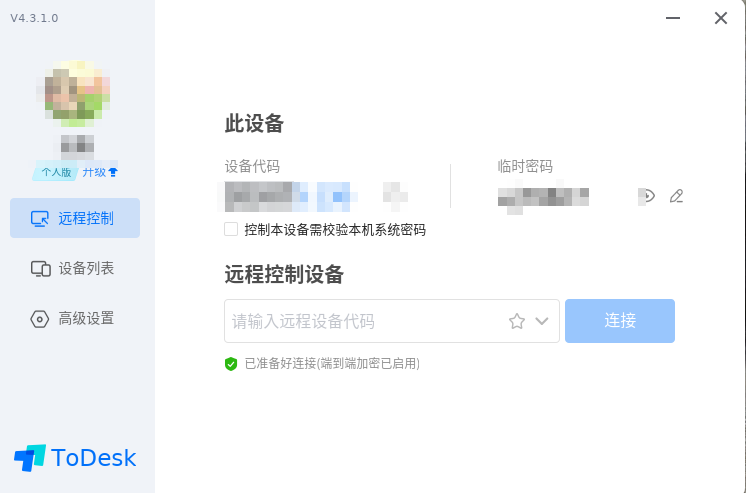 V4.3.1.0
个人版 升级
远程控制
设备列表
高级设置
ToDesk
此设备
设备代码
临时密码
控制本设备需校验本机系统密码
远程控制设备
请输入远程设备代码
连接
已准备好连接(端到端加密已启用)